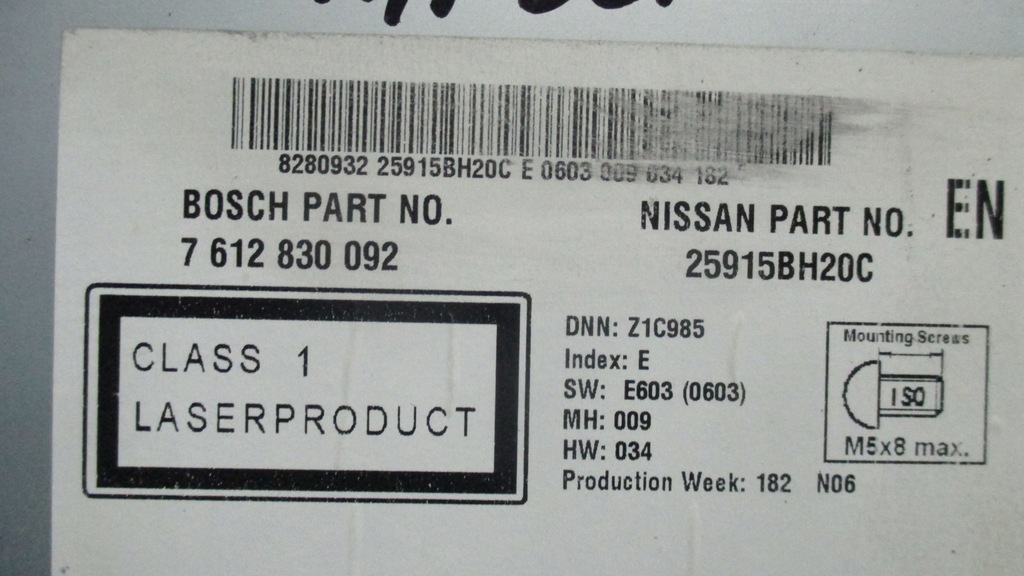 8280932 25915BH20C E 0603 009 034 182
BOSCH PART NO.
7 612 830 092
NISSAN PART NO.
25915BH20C
EN
CLASS 1
LASERPRODUCT
DNN: Z1C985
Index: E
SW: E603 (0603)
MH: 009
HW: 034
Production Week: 182 N06
Mounting Screws
ISO
M5x8 max.